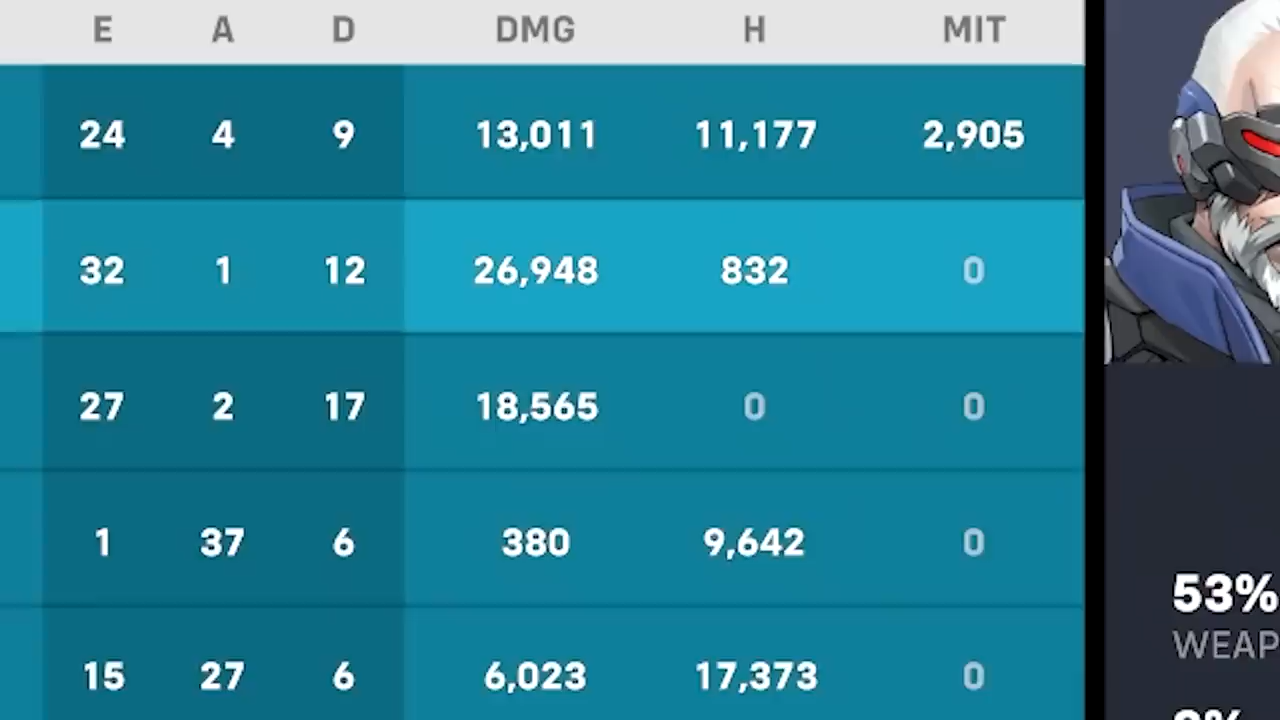 E A D DMG H MIT
24 4 9 13,011 11,177 2,905
32 1 12 26,948 832 0
27 2 17 18,565 0 0
1 37 6 380 9,642 0
53%
WEAP
15 27 6 6,023 17,373 0